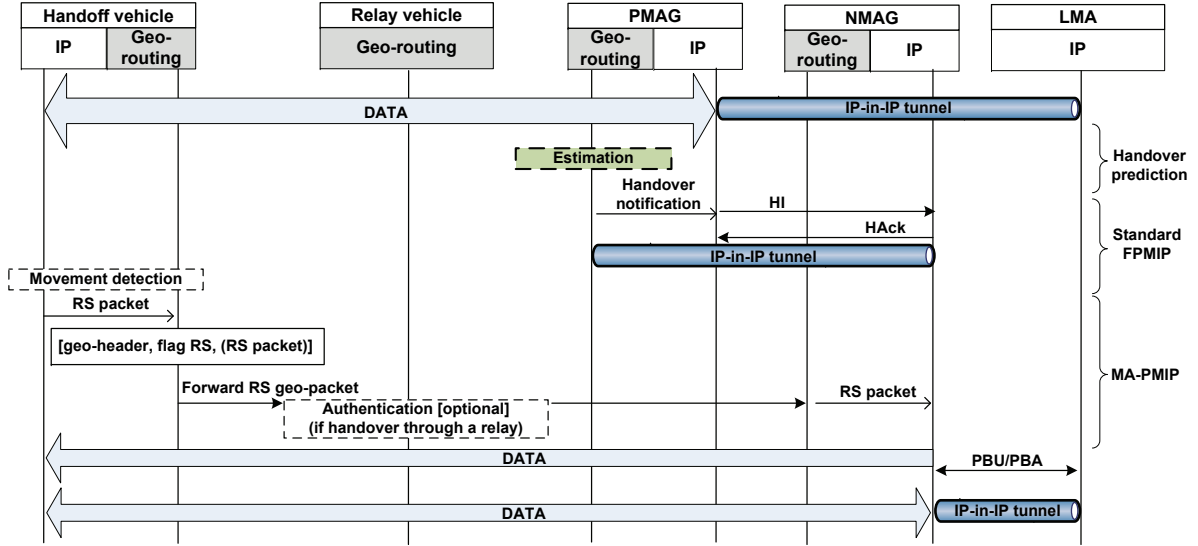 Handoff vehicle
Relay vehicle
PMAG
NMAG
LMA
IP
Geo-
routing
Geo-routing
Geo-
routing
IP
Geo-
routing
IP
IP
DATA
IP-in-IP tunnel
Estimation
Handover
prediction
Handover
notification
HI
HAck
IP-in-IP tunnel
Standard
FPMIP
Movement detection
RS packet
[geo-header, flag RS, (RS packet)]
MA-PMIP
Forward RS geo-packet
RS packet
Authentication [optional]
(if handover through a relay)
DATA
PBU/PBA
DATA
IP-in-IP tunnel